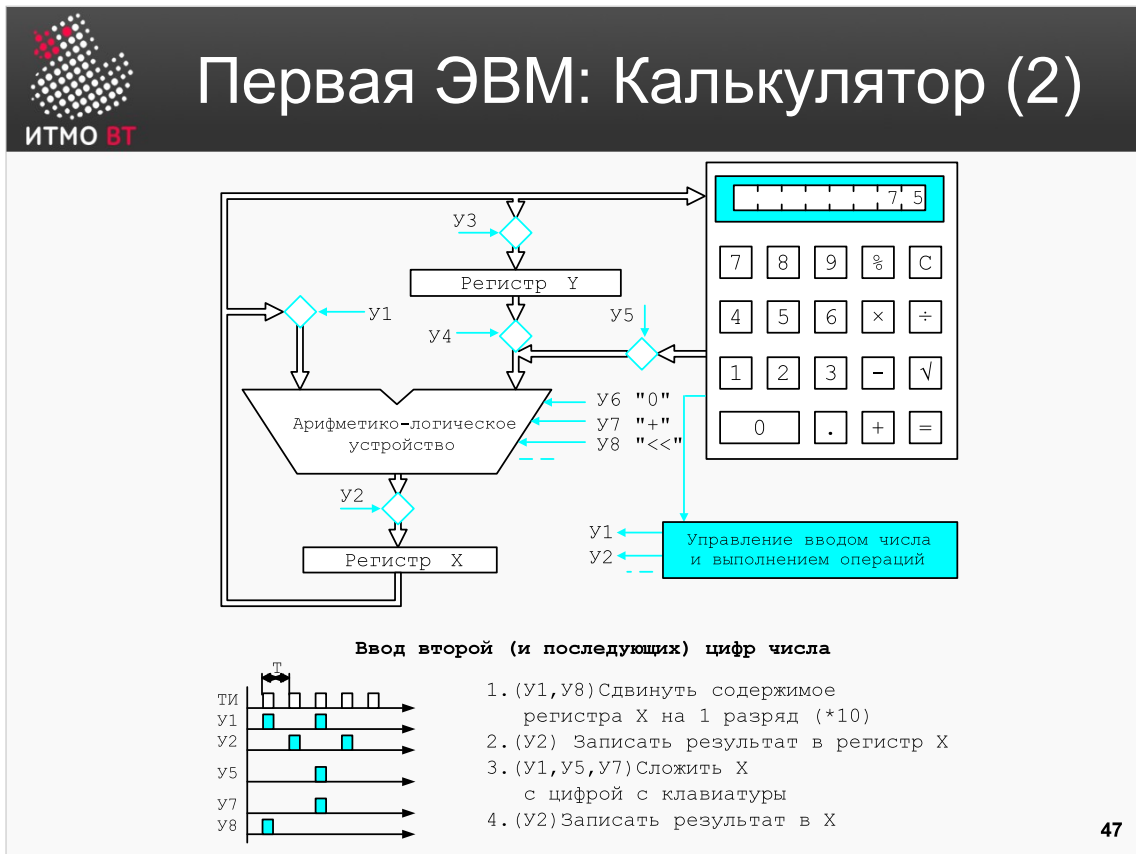 Первая ЭВМ: Калькулятор (2)
ИТМО ВТ
7 5
У3
Регистр Y
У1
У4
У5
7 8 9 % C
4 5 6 × ÷
1 2 3 - √
0 . + =
Арифметико-логическое
устройство
У6 "0"
У7 "+"
У8 "<<"
У2
Регистр X
У1
У2
Управление вводом числа
и выполнением операций
Ввод второй (и последующих) цифр числа
T
ТИ
У1
У2
У5
У7
У8
1.(У1,У8)Сдвинуть содержимое
регистра X на 1 разряд (*10)
2.(У2) Записать результат в регистр X
3.(У1,У5,У7)Сложить X
с цифрой с клавиатуры
4.(У2)Записать результат в X
47